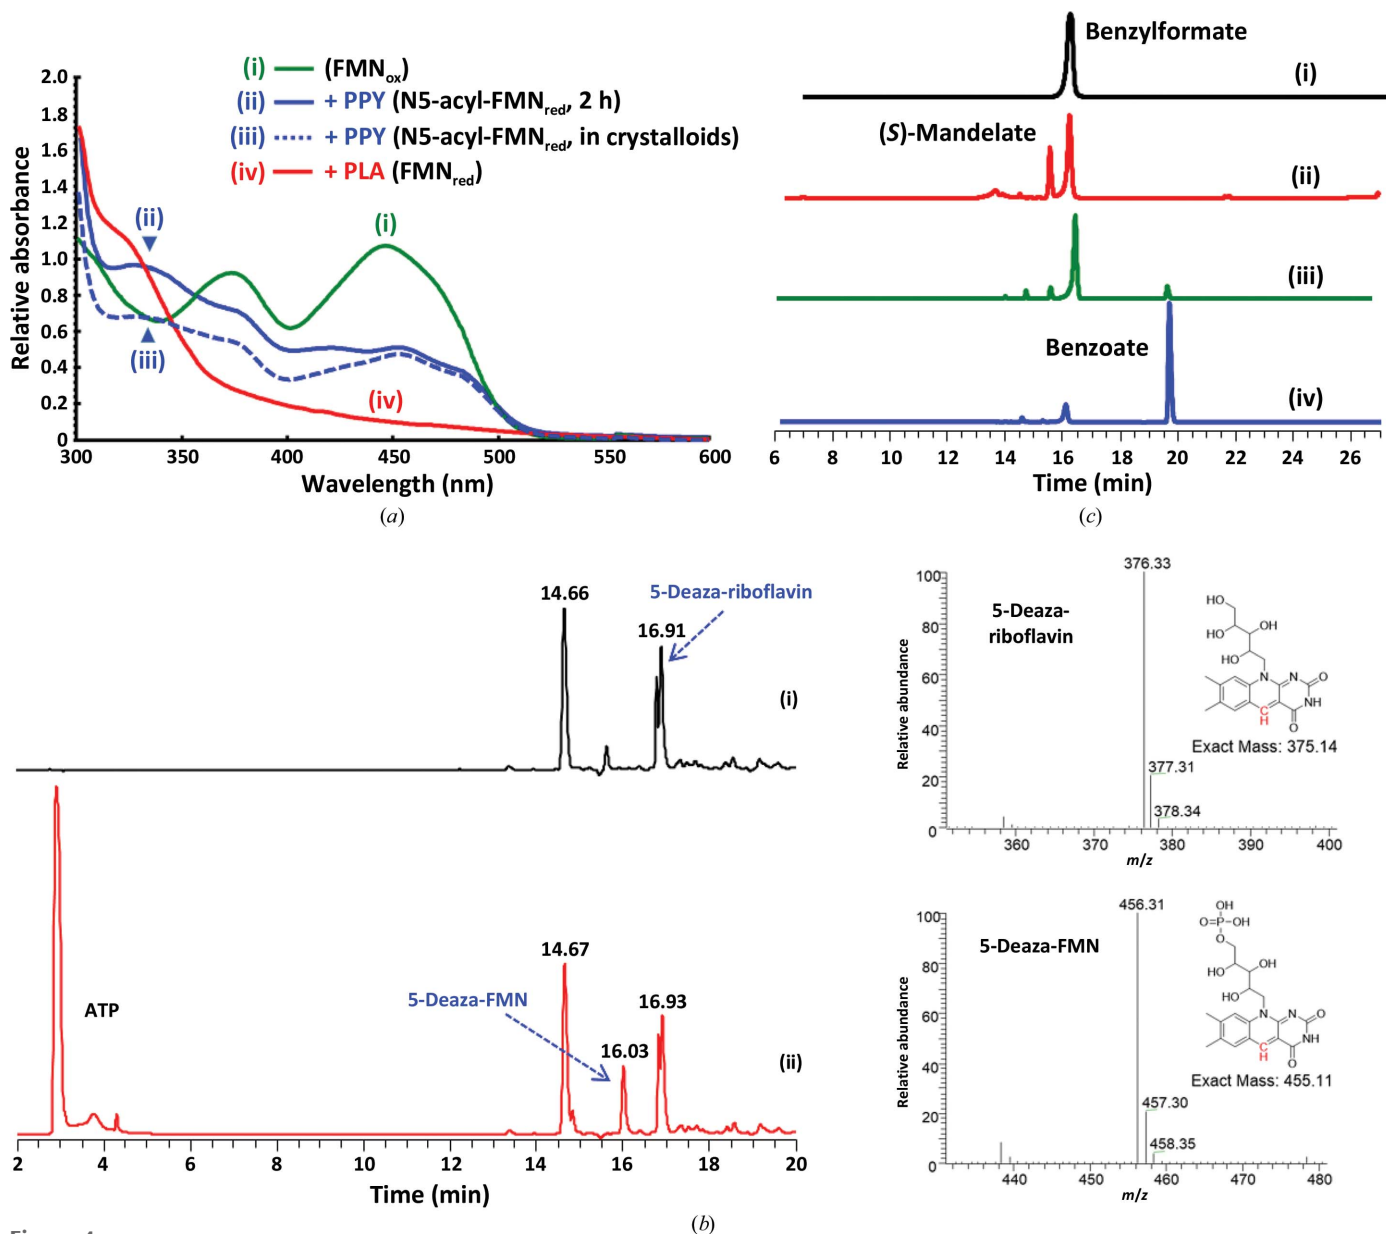 (i) (FMNox)
(ii) + PPY (N5-acyl-FMNred, 2 h)
(iii) + PPY (N5-acyl-FMNred, in crystalloids)
(iv) + PLA (FMNred)
Relative absorbance
2.0
1.8
1.6
1.4
1.2
1.0
0.8
0.6
0.4
0.2
0
(ii)
(i)
(iii)
(iv)
300 350 400 450 500 550 600
Wavelength (nm)
(a)
Benzylformate
(i)
(S)-Mandelate
(ii)
(iii)
Benzoate
(iv)
6 8 10 12 14 16 18 20 22 24 26
Time (min)
(c)
14.66
5-Deaza-riboflavin
16.91
(i)
ATP
14.67
5-Deaza-FMN
16.03
16.93
(ii)
2 4 6 8 10 12 14 16 18 20
Time (min)
376.33
5-Deaza-
riboflavin
Relative abundance
100
80
60
40
20
0
377.31
378.34
360 370 380 390 400
m/z
HO
HO
OH
HO
N
N
O
NH
C
H
O
Exact Mass: 375.14
456.31
5-Deaza-FMN
Relative abundance
100
80
60
40
20
0
457.30
458.35
440 450 460 470 480
m/z
OH
O=P-OH
O
HO
OH
HO
N
N
O
NH
C
H
O
Exact Mass: 455.11
(b)